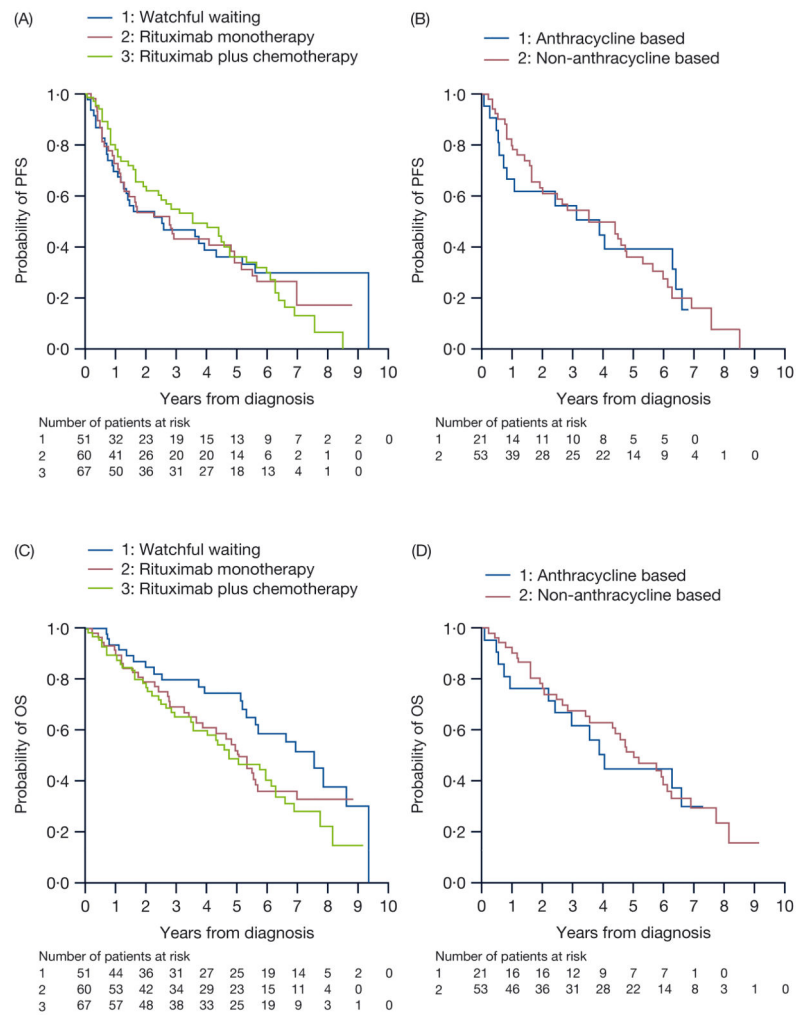 (A)
1: Watchful waiting
2: Rituximab monotherapy
3: Rituximab plus chemotherapy
Probability of PFS
1·0
0·8
0·6
0·4
0·2
0·0
0 1 2 3 4 5 6 7 8 9 10
Years from diagnosis
Number of patients at risk
1 51 32 23 19 15 13 9 7 2 2 0
2 60 41 26 20 20 14 6 2 1 0
3 67 50 36 31 27 18 13 4 1 0
(B)
1: Anthracycline based
2: Non-anthracycline based
Probability of PFS
1·0
0·8
0·6
0·4
0·2
0·0
0 1 2 3 4 5 6 7 8 9 10
Years from diagnosis
Number of patients at risk
1 21 14 11 10 8 5 5 0
2 53 39 28 25 22 14 9 4 1 0
(C)
1: Watchful waiting
2: Rituximab monotherapy
3: Rituximab plus chemotherapy
Probability of OS
1·0
0·8
0·6
0·4
0·2
0·0
0 1 2 3 4 5 6 7 8 9 10
Years from diagnosis
Number of patients at risk
1 51 44 36 31 27 25 19 14 5 2 0
2 60 53 42 34 29 23 15 11 4 0
3 67 57 48 38 33 25 19 9 3 1 0
(D)
1: Anthracycline based
2: Non-anthracycline based
Probability of OS
1·0
0·8
0·6
0·4
0·2
0·0
0 1 2 3 4 5 6 7 8 9 10
Years from diagnosis
Number of patients at risk
1 21 16 16 12 9 7 7 1 0
2 53 46 36 31 28 22 14 8 3 1 0